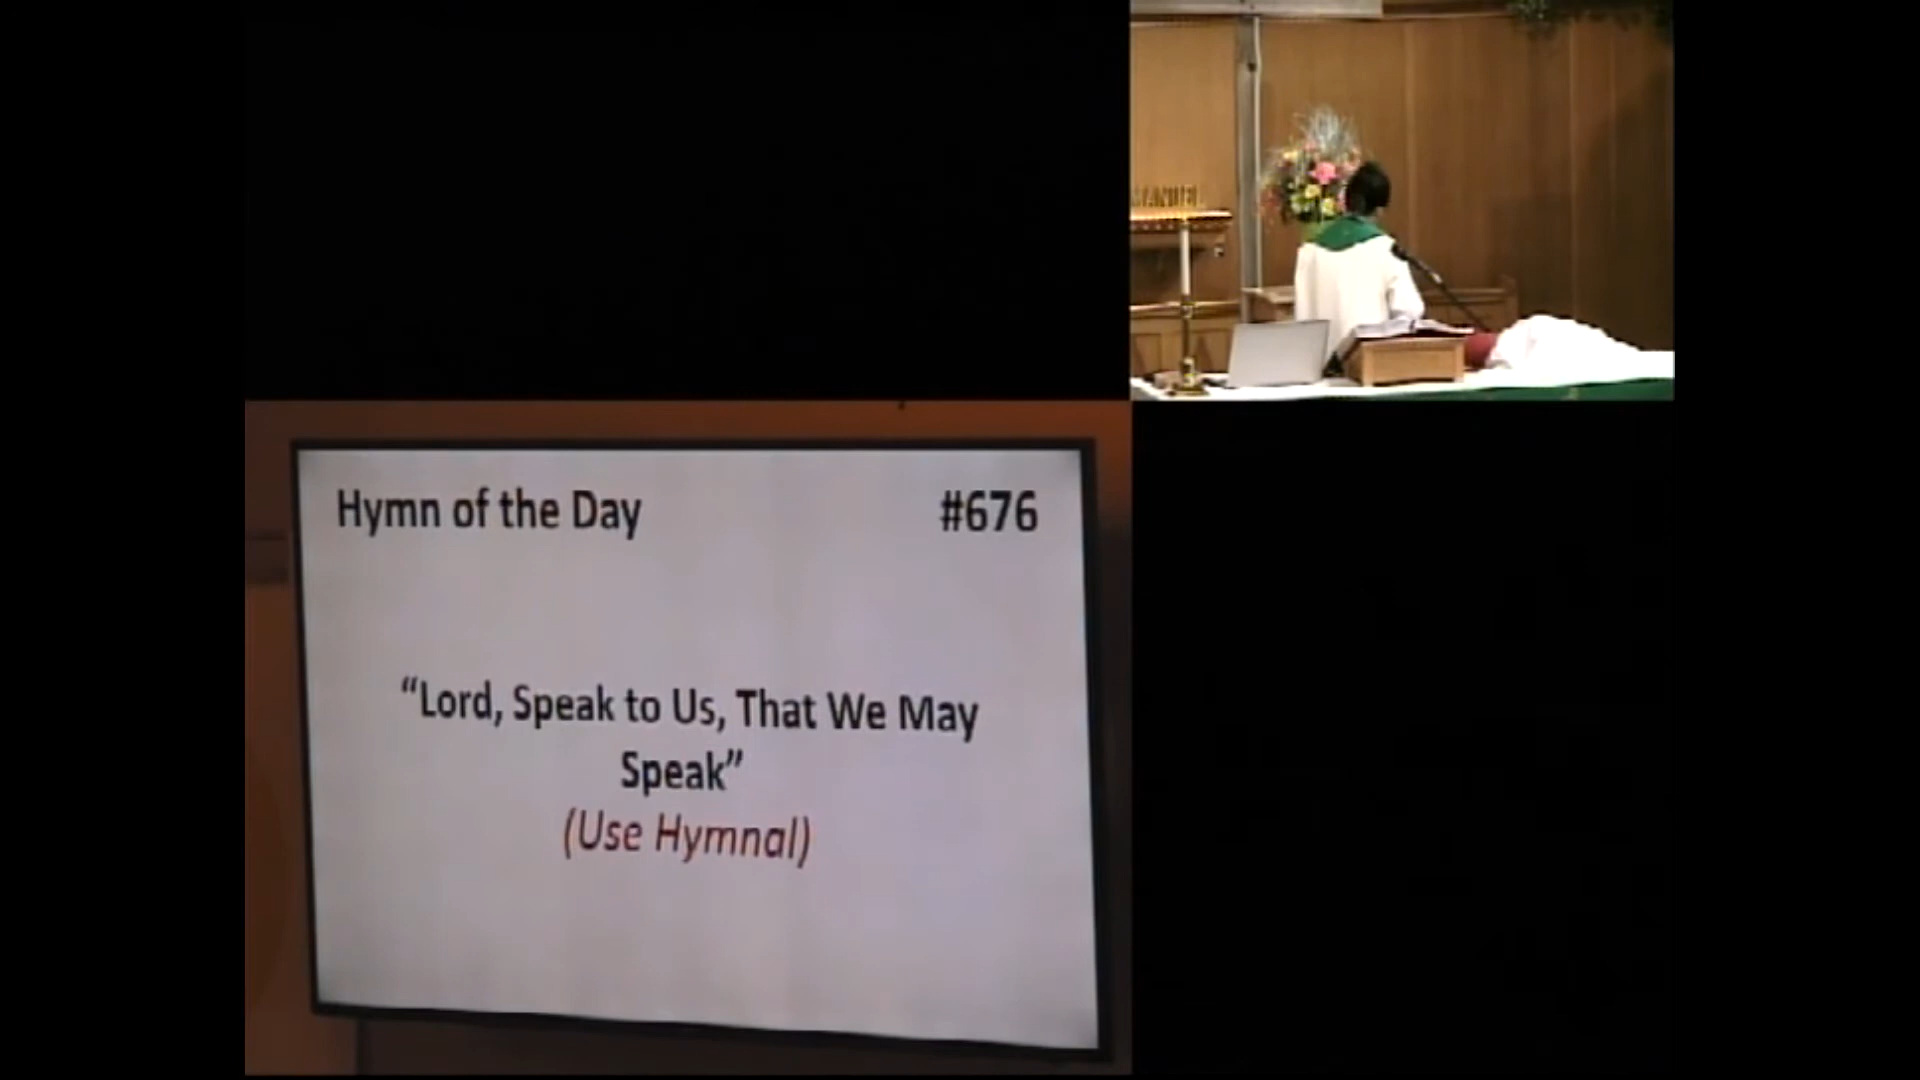 Hymn of the Day #676
“Lord, Speak to Us, That We May
Speak”
(Use Hymnal)